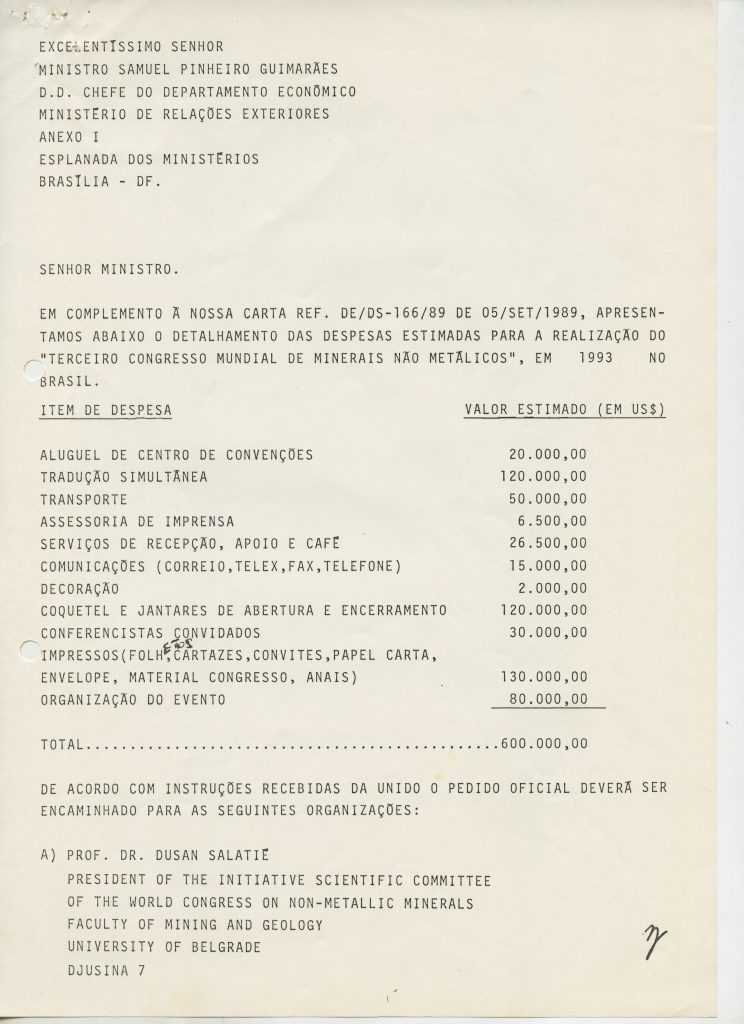 EXCELENTÍSSIMO SENHOR
MINISTRO SAMUEL PINHEIRO GUIMARÃES
D.D. CHEFE DO DEPARTAMENTO ECONÔMICO
MINISTÉRIO DE RELAÇÕES EXTERIORES
ANEXO I
ESPLANADA DOS MINISTÉRIOS
BRASÍLIA - DF.
SENHOR MINISTRO.
EM COMPLEMENTO À NOSSA CARTA REF. DE/DS-166/89 DE 05/SET/1989, APRESEN-
TAMOS ABAIXO O DETALHAMENTO DAS DESPESAS ESTIMADAS PARA A REALIZAÇÃO DO
"TERCEIRO CONGRESSO MUNDIAL DE MINERAIS NÃO METÁLICOS", EM 1993 NO
BRASIL.
ITEM DE DESPESA VALOR ESTIMADO (EM US$)
ALUGUEL DE CENTRO DE CONVENÇÕES 20.000,00
TRADUÇÃO SIMULTÂNEA 120.000,00
TRANSPORTE 50.000,00
ASSESSORIA DE IMPRENSA 6.500,00
SERVIÇOS DE RECEPÇÃO, APOIO E CAFÉ 26.500,00
COMUNICAÇÕES (CORREIO,TELEX,FAX,TELEFONE) 15.000,00
DECORAÇÃO 2.000,00
COQUETEL E JANTARES DE ABERTURA E ENCERRAMENTO 120.000,00
CONFERENCISTAS CONVIDADOS 30.000,00
IMPRESSOS(FOLHETOS,CARTAZES,CONVITES,PAPEL CARTA,
ENVELOPE, MATERIAL CONGRESSO, ANAIS) 130.000,00
ORGANIZAÇÃO DO EVENTO 80.000,00
TOTAL...............................................600.000,00
DE ACORDO COM INSTRUÇÕES RECEBIDAS DA UNIDO O PEDIDO OFICIAL DEVERÁ SER
ENCAMINHADO PARA AS SEGUINTES ORGANIZAÇÕES:
A) PROF. DR. DUSAN SALATIÉ
PRESIDENT OF THE INITIATIVE SCIENTIFIC COMMITTEE
OF THE WORLD CONGRESS ON NON-METALLIC MINERALS
FACULTY OF MINING AND GEOLOGY
UNIVERSITY OF BELGRADE
DJUSINA 7